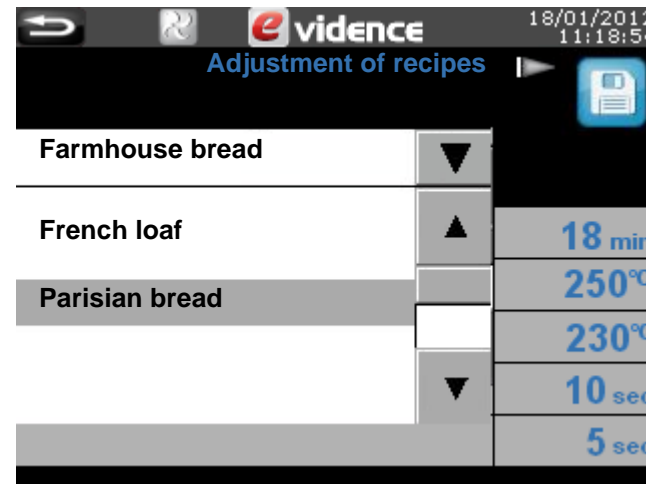 evidence 18/01/2012
11:18:54
Adjustment of recipes
Farmhouse bread
French loaf
Parisian bread
18 min
250°C
230°C
10 sec
5 sec